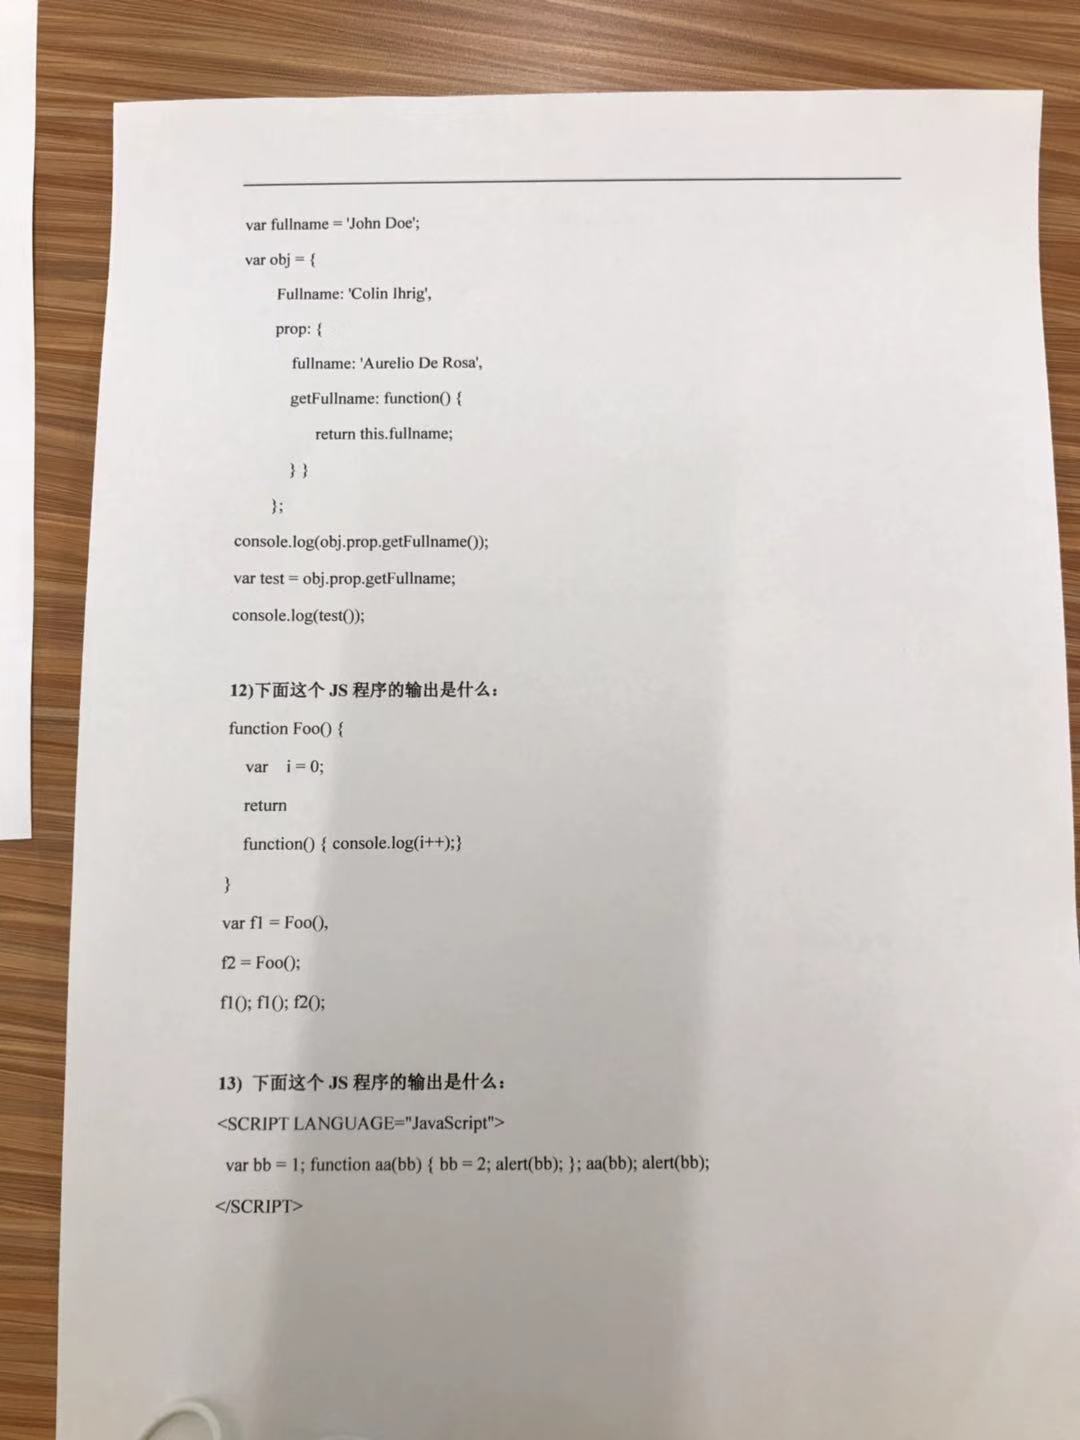 var fullname = 'John Doe';
var obj = {
Fullname: 'Colin Ihrig',
prop: {
fullname: 'Aurelio De Rosa',
getFullname: function() {
return this.fullname;
} }
};
console.log(obj.prop.getFullname());
var test = obj.prop.getFullname;
console.log(test());
12)下面这个 JS 程序的输出是什么：
function Foo() {
var i = 0;
return
function() { console.log(i++);}
}
var f1 = Foo(),
f2 = Foo();
f1(); f1(); f2();
13) 下面这个 JS 程序的输出是什么：
<SCRIPT LANGUAGE="JavaScript">
var bb = 1; function aa(bb) { bb = 2; alert(bb); }; aa(bb); alert(bb);
</SCRIPT>